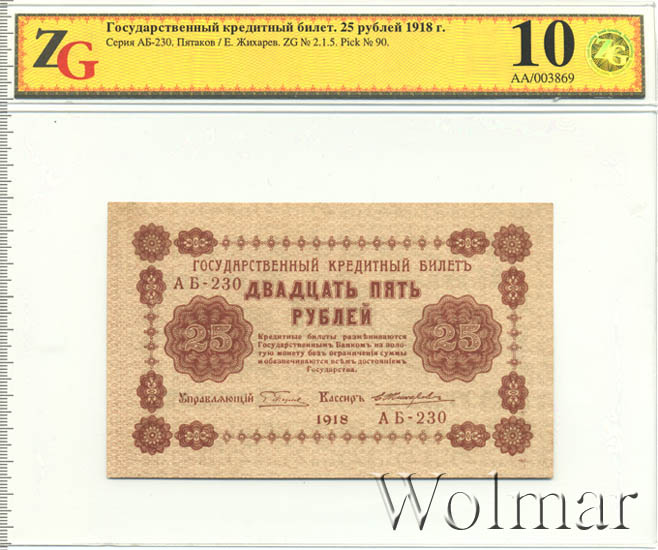 ZG
Государственный кредитный билет. 25 рублей 1918 г.
Серия АБ-230. Пятаков / Е. Жихарев. ZG № 2.1.5. Pick № 90.
10
ZG
AA/003869
ГОСУДАРСТВЕННЫЙ КРЕДИТНЫЙ БИЛЕТЪ
АБ-230
ДВАДЦАТЬ ПЯТЬ
РУБЛЕЙ
25
25
Кредитные билеты размѣниваются
Государственнымъ Банкомъ на золо-
тую монету безъ ограниченія суммы
и обезпечиваются всѣмъ достояніемъ
Государства.
Управляющій
Кассиръ
1918 АБ-230
Wolmar